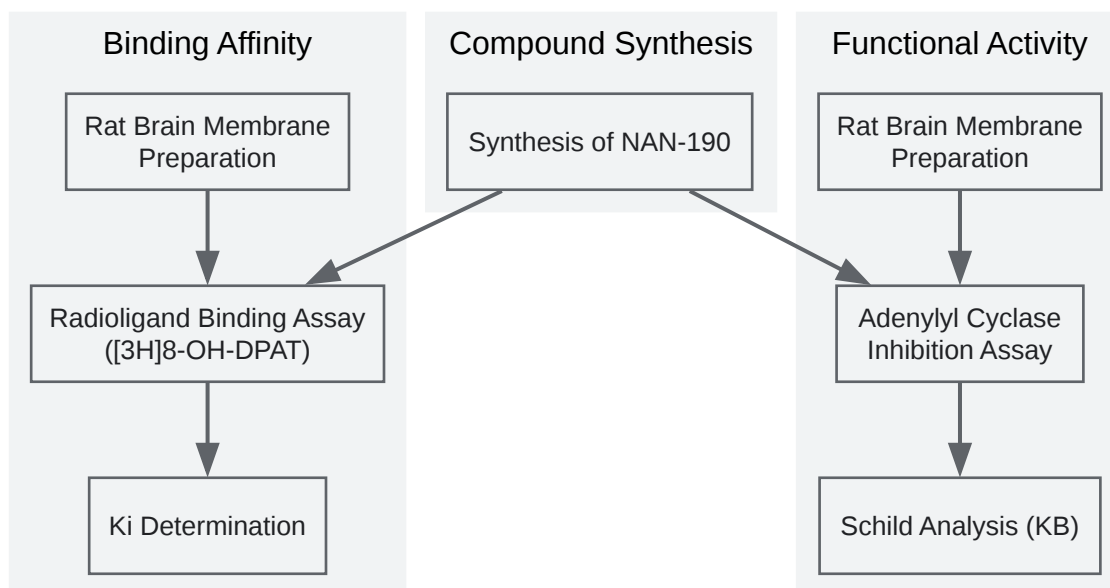 Binding Affinity
Rat Brain Membrane
Preparation
Radioligand Binding Assay
([3H]8-OH-DPAT)
Ki Determination
Compound Synthesis
Synthesis of NAN-190
Functional Activity
Rat Brain Membrane
Preparation
Adenylyl Cyclase
Inhibition Assay
Schild Analysis (KB)